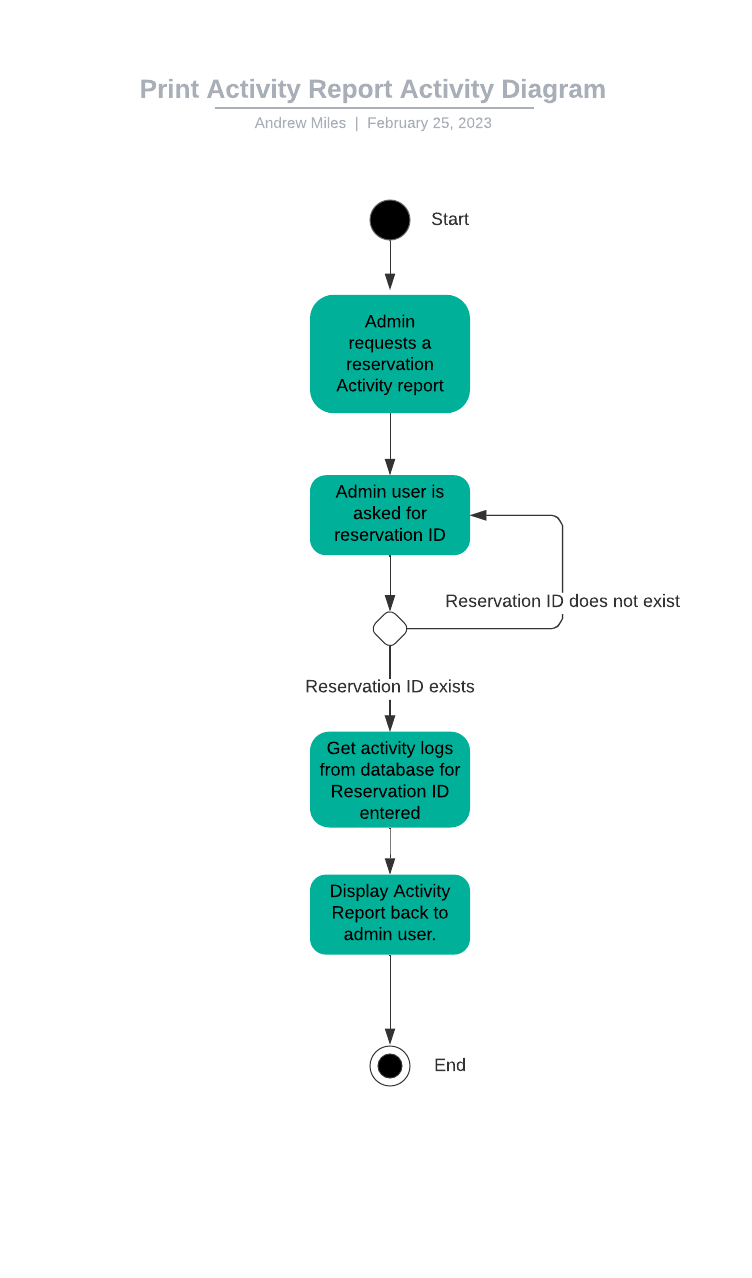 Print Activity Report Activity Diagram
Andrew Miles | February 25, 2023
Start
Admin
requests a
reservation
Activity report
Admin user is
asked for
reservation ID
Reservation ID does not exist
Reservation ID exists
Get activity logs
from database for
Reservation ID
entered
Display Activity
Report back to
admin user.
End